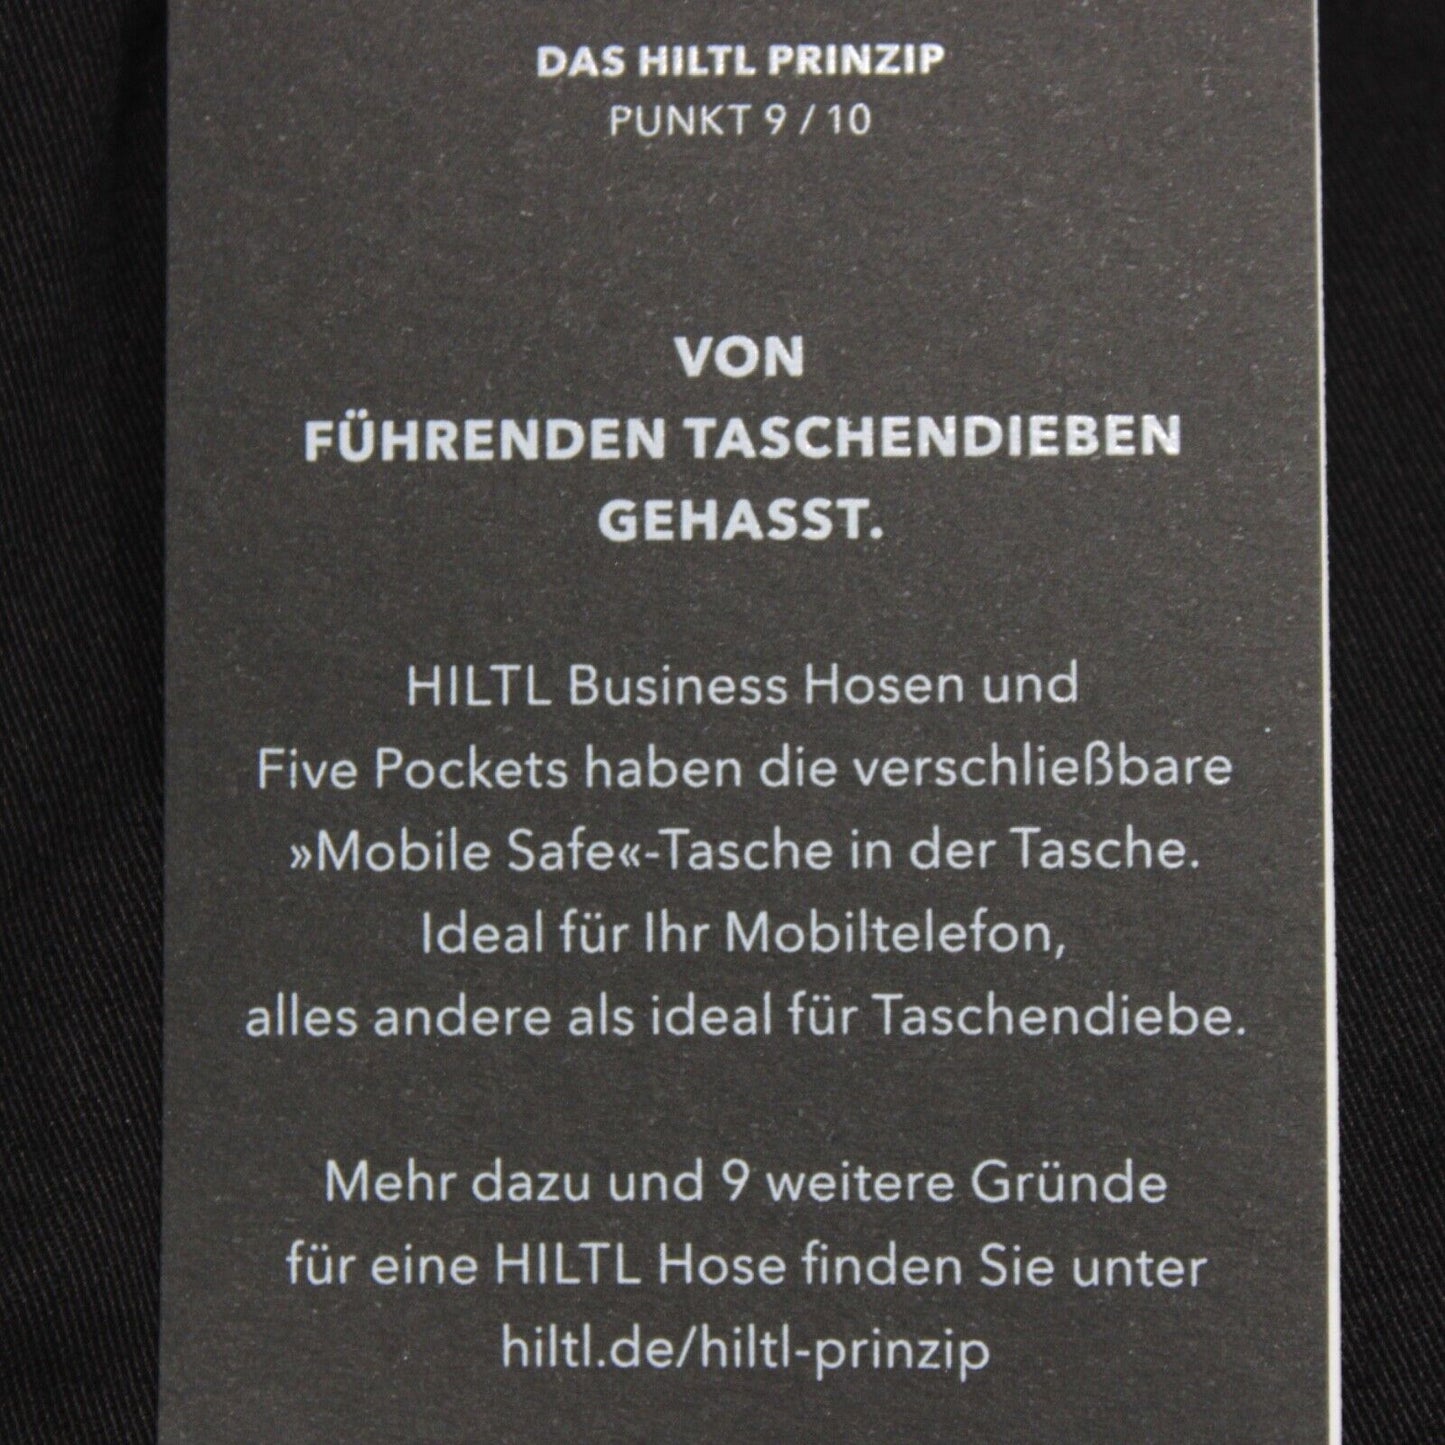 DAS HILTL PRINZIP
PUNKT 9 / 10
VON
FÜHRENDEN TASCHENDIEBEN
GEHASST.
HILTL Business Hosen und
Five Pockets haben die verschließbare
»Mobile Safe«-Tasche in der Tasche.
Ideal für Ihr Mobiltelefon,
alles andere als ideal für Taschendiebe.
Mehr dazu und 9 weitere Gründe
für eine HILTL Hose finden Sie unter
hiltl.de/hiltl-prinzip